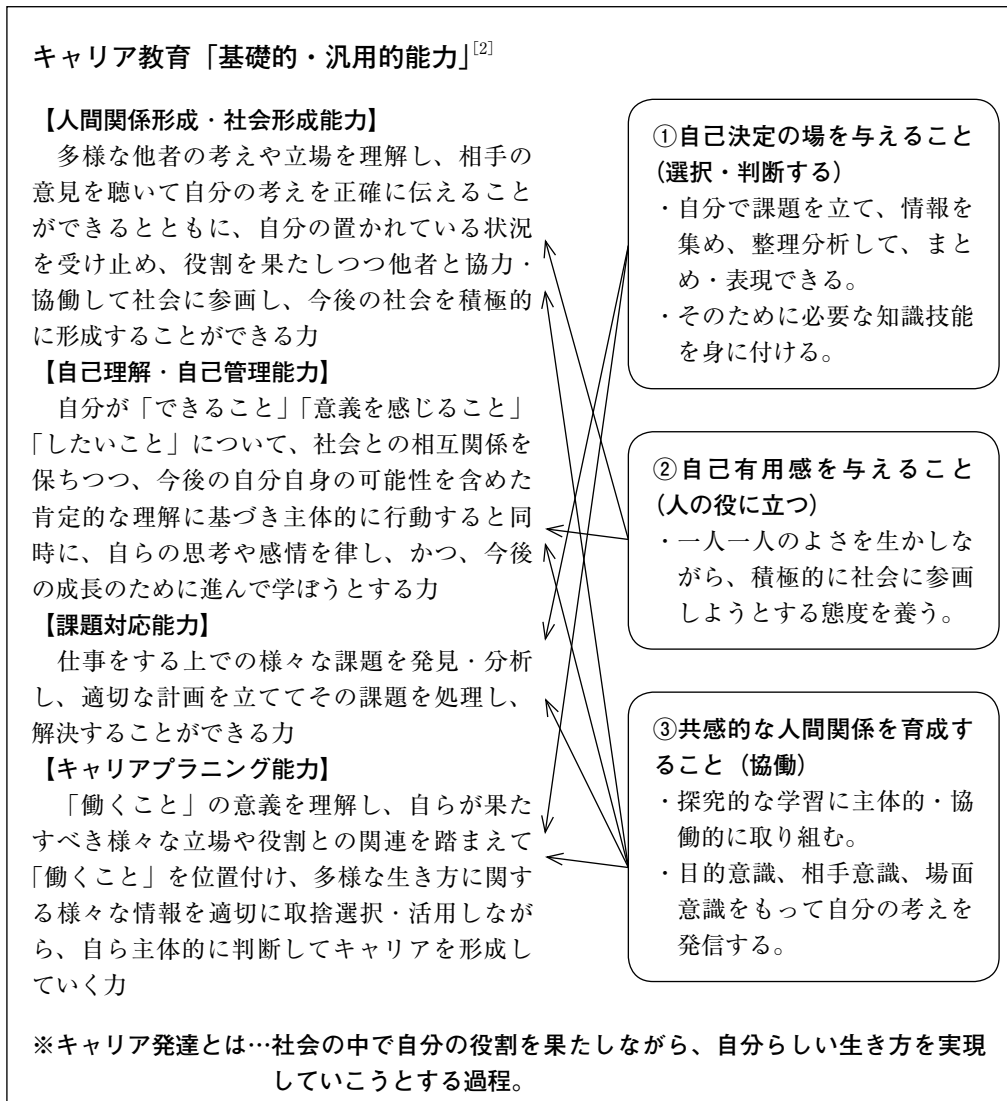 キャリア教育「基礎的・汎用的能力」[2]
【人間関係形成・社会形成能力】
多様な他者の考えや立場を理解し、相手の
意見を聴いて自分の考えを正確に伝えること
ができるとともに、自分の置かれている状況
を受け止め、役割を果たしつつ他者と協力・
協働して社会に参画し、今後の社会を積極的
に形成することができる力
【自己理解・自己管理能力】
自分が「できること」「意義を感じること」
「したいこと」について、社会との相互関係を
保ちつつ、今後の自分自身の可能性を含めた
肯定的な理解に基づき主体的に行動すると同
時に、自らの思考や感情を律し、かつ、今後
の成長のために進んで学ぼうとする力
【課題対応能力】
仕事をする上での様々な課題を発見・分析
し、適切な計画を立ててその課題を処理し、
解決することができる力
【キャリアプラニング能力】
「働くこと」の意義を理解し、自らが果た
すべき様々な立場や役割との関連を踏まえて
「働くこと」を位置付け、多様な生き方に関す
る様々な情報を適切に取捨選択・活用しなが
ら、自ら主体的に判断してキャリアを形成し
ていく力
①自己決定の場を与えること
(選択・判断する)
・自分で課題を立て、情報を
集め、整理分析して、まと
め・表現できる。
・そのために必要な知識技能
を身に付ける。
②自己有用感を与えること
(人の役に立つ)
・一人一人のよさを生かしな
がら、積極的に社会に参画
しようとする態度を養う。
③共感的な人間関係を育成す
ること（協働）
・探究的な学習に主体的・協
働的に取り組む。
・目的意識、相手意識、場面
意識をもって自分の考えを
発信する。
※キャリア発達とは…社会の中で自分の役割を果たしながら、自分らしい生き方を実現
していこうとする過程。